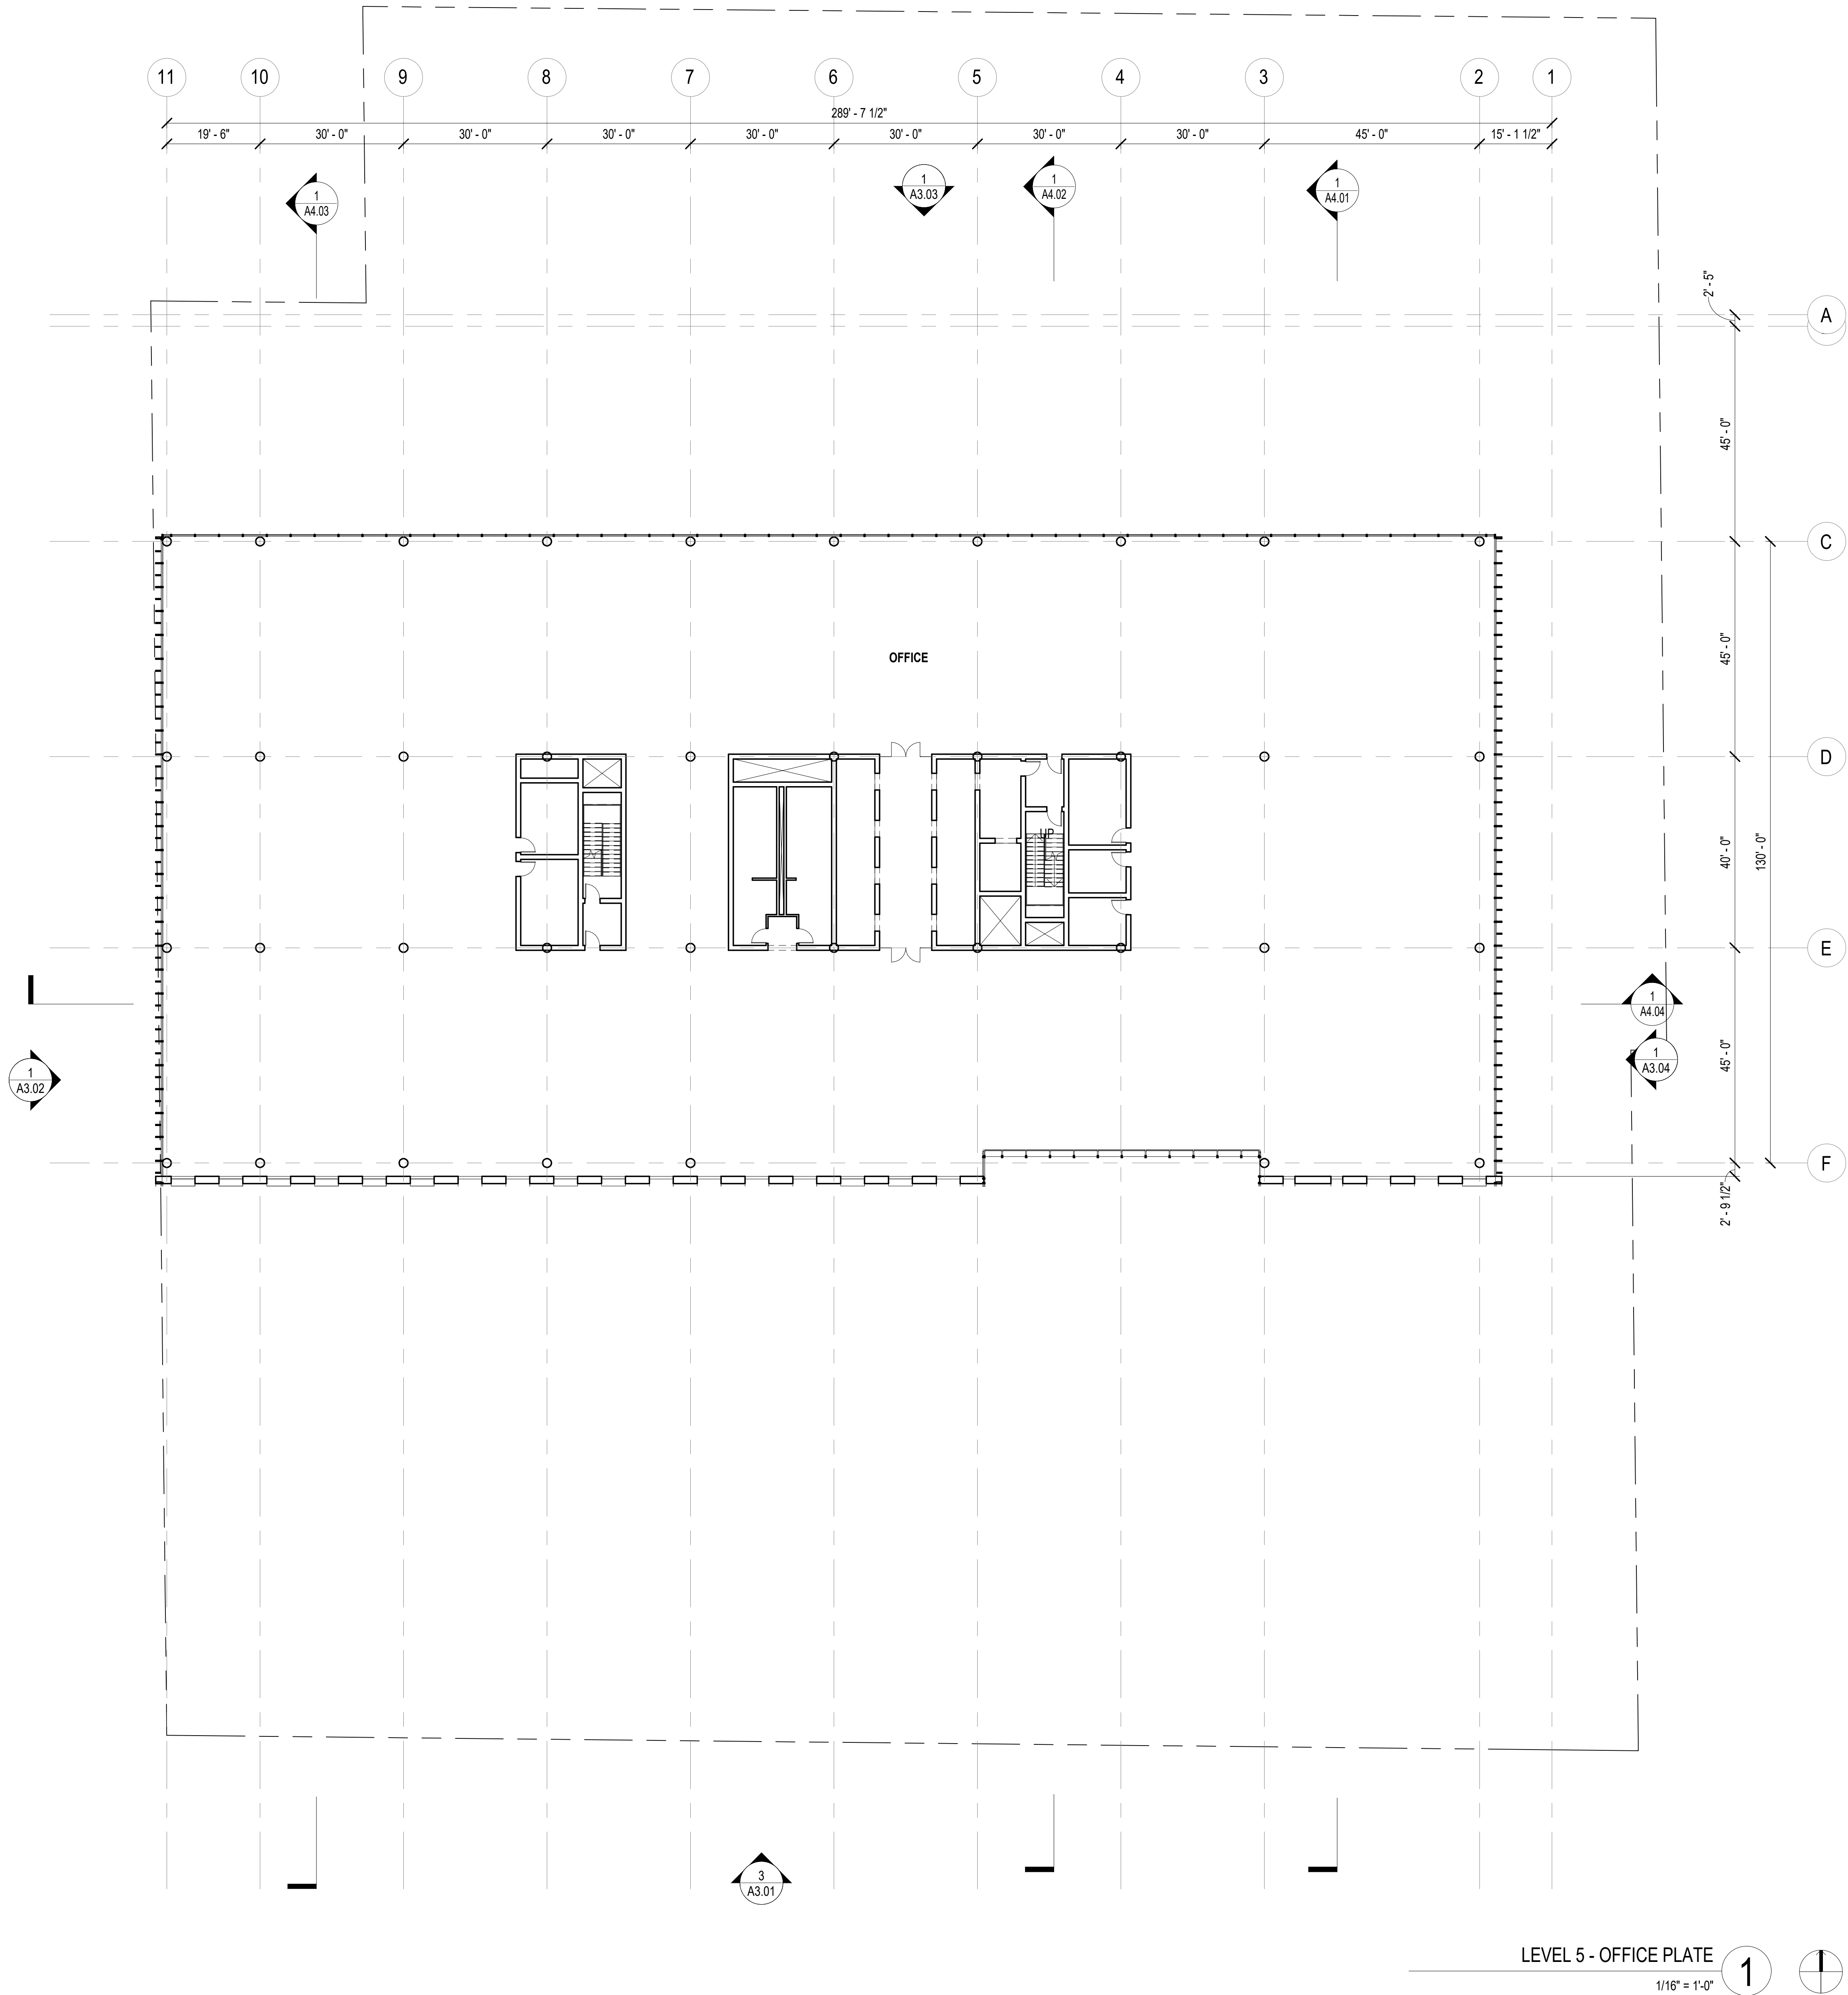 11 10 9 8 7 6 5 4 3 2 1
289' - 7 1/2"
19' - 6" 30' - 0" 30' - 0" 30' - 0" 30' - 0" 30' - 0" 30' - 0" 30' - 0" 45' - 0" 15' - 1 1/2"
1
A4.03
1
A3.03
1
A4.02
1
A4.01
2' - 5"
A
45' - 0"
C
45' - 0"
OFFICE
D
UP
40' - 0"
130' - 0"
E
1
A4.04
45' - 0"
1
A3.04
1
A3.02
F
2' - 9 1/2"
3
A3.01
LEVEL 5 - OFFICE PLATE
1
1/16" = 1'-0"